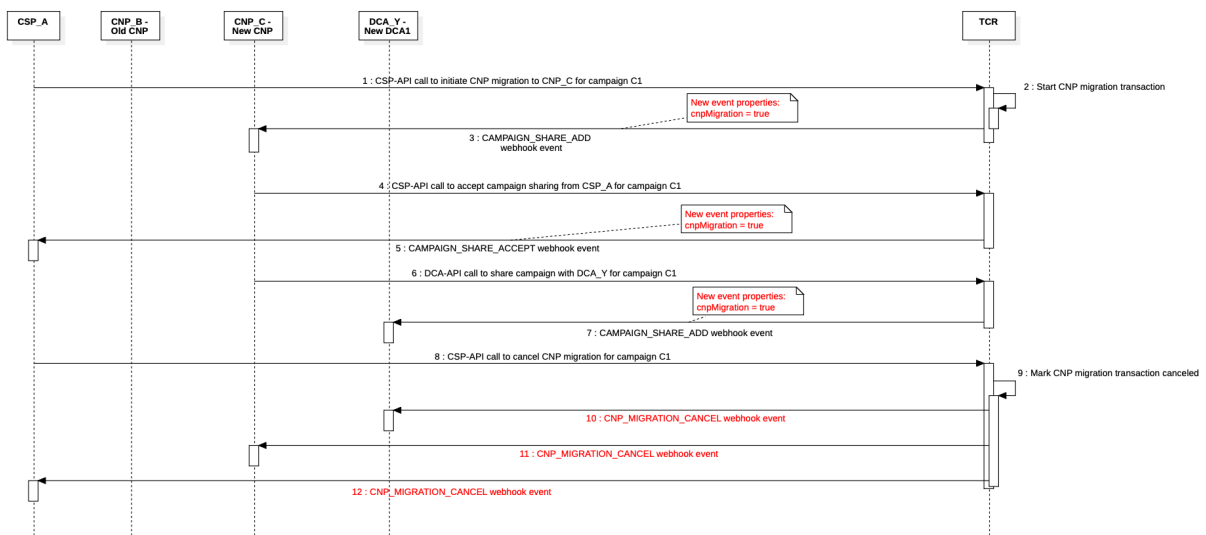 CSP_A
CNP_B -
Old CNP
CNP_C -
New CNP
DCA_Y -
New DCA1
TCR
1 : CSP-API call to initiate CNP migration to CNP_C for campaign C1
2 : Start CNP migration transaction
New event properties:
cnpMigration = true
3 : CAMPAIGN_SHARE_ADD
webhook event
4 : CSP-API call to accept campaign sharing from CSP_A for campaign C1
New event properties:
cnpMigration = true
5 : CAMPAIGN_SHARE_ACCEPT webhook event
6 : DCA-API call to share campaign with DCA_Y for campaign C1
New event properties:
cnpMigration = true
7 : CAMPAIGN_SHARE_ADD webhook event
8 : CSP-API call to cancel CNP migration for campaign C1
9 : Mark CNP migration transaction canceled
10 : CNP_MIGRATION_CANCEL webhook event
11 : CNP_MIGRATION_CANCEL webhook event
12 : CNP_MIGRATION_CANCEL webhook event